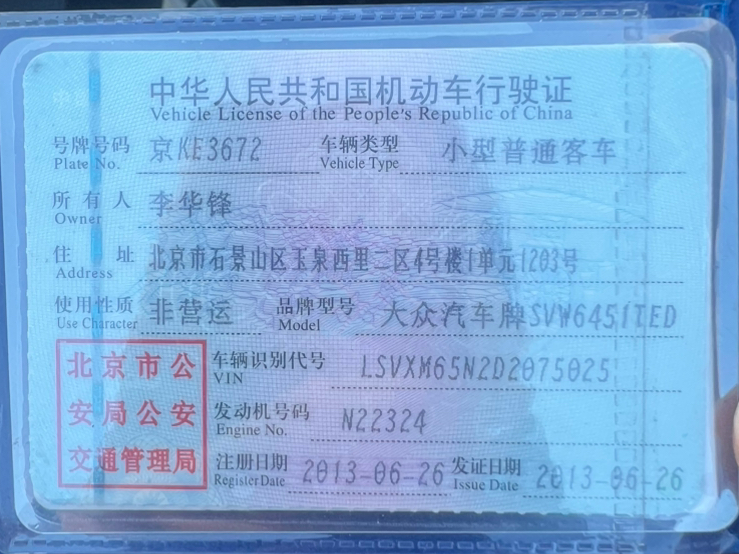 中华人民共和国机动车行驶证
Vehicle License of the People's Republic of China
号牌号码 京KE3672 车辆类型 小型普通客车
Plate No. Vehicle Type
所有人 李华锋
Owner
住址 北京市石景山区玉泉西里二区4号楼1单元1203号
Address
使用性质 非营运 品牌型号 大众汽车牌SVW6451TED
Use Character Model
北京市公
安局公安
交通管理局
车辆识别代号 LSVXM65N2D2075025
VIN
发动机号码 N22324
Engine No.
注册日期 2013-06-26 发证日期 2013-06-26
Register Date Issue Date